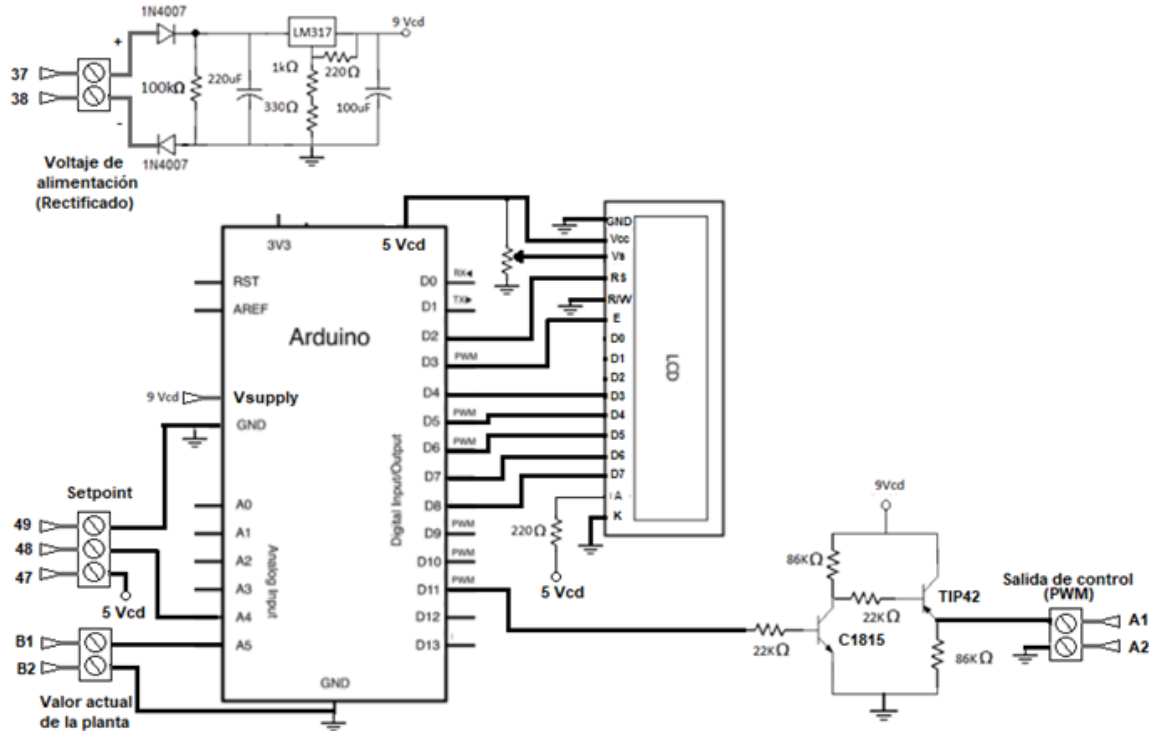 1N4007
LM317
9 Vcd
+
37
38
100kΩ
220uF
1kΩ
220Ω
330Ω
100uF
-
1N4007
Voltaje de
alimentación
(Rectificado)
3V3
5 Vcd
RST
AREF
Arduino
9 Vcd
Vsupply
GND
A0
A1
A2
A3
A4
A5
Analog Input
Digital Input/Output
D0
RX◄
D1
TX►
D2
D3
PWM
D4
D5
PWM
D6
PWM
D7
D8
D9
PWM
D10
PWM
D11
PWM
D12
D13
GND
Setpoint
49
48
47
5 Vcd
B1
B2
Valor actual
de la planta
GND
Vcc
Vs
RS
R/W
E
D0
D1
D2
D3
D4
D5
D6
D7
A
K
LCD
220Ω
5 Vcd
9Vcd
86KΩ
22KΩ
C1815
22KΩ
TIP42
86KΩ
Salida de control
(PWM)
A1
A2